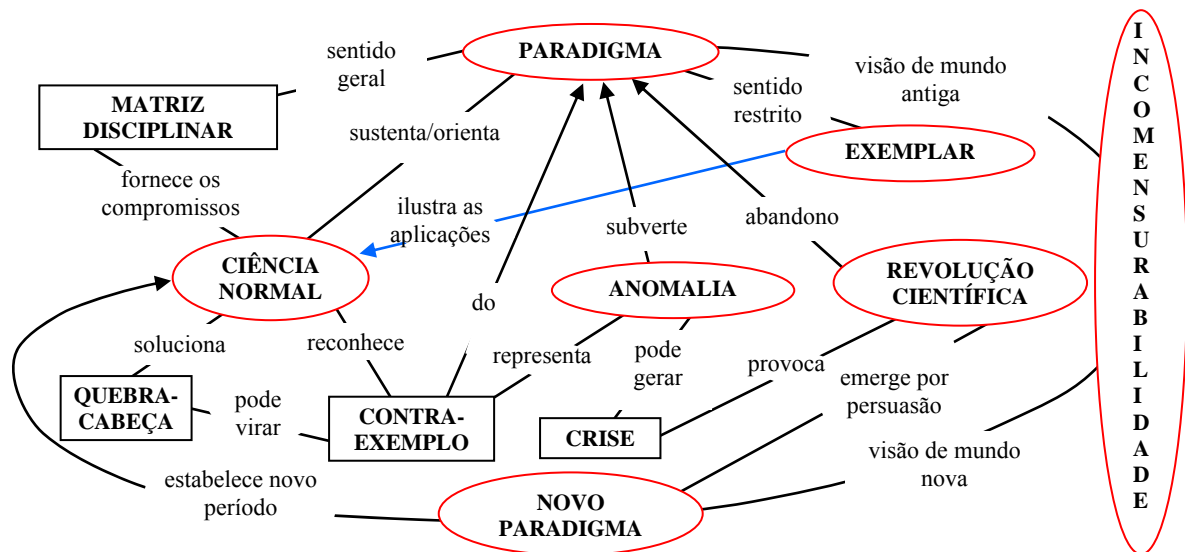 PARADIGMA
sentido
geral
visão de mundo
antiga
sentido
restrito
MATRIZ
DISCIPLINAR
sustenta/orienta
EXEMPLAR
fornece os
compromissos
ilustra as
aplicações
subverte
abandono
CIÊNCIA
NORMAL
do
ANOMALIA
REVOLUÇÃO
CIENTÍFICA
soluciona
reconhece
representa
pode
gerar
provoca
emerge por
persuasão
QUEBRA-
CABEÇA
pode
virar
CONTRA-
EXEMPLO
CRISE
visão de mundo
nova
estabelece novo
período
NOVO
PARADIGMA
I
N
C
O
M
E
N
S
U
R
A
B
I
L
I
D
A
D
E